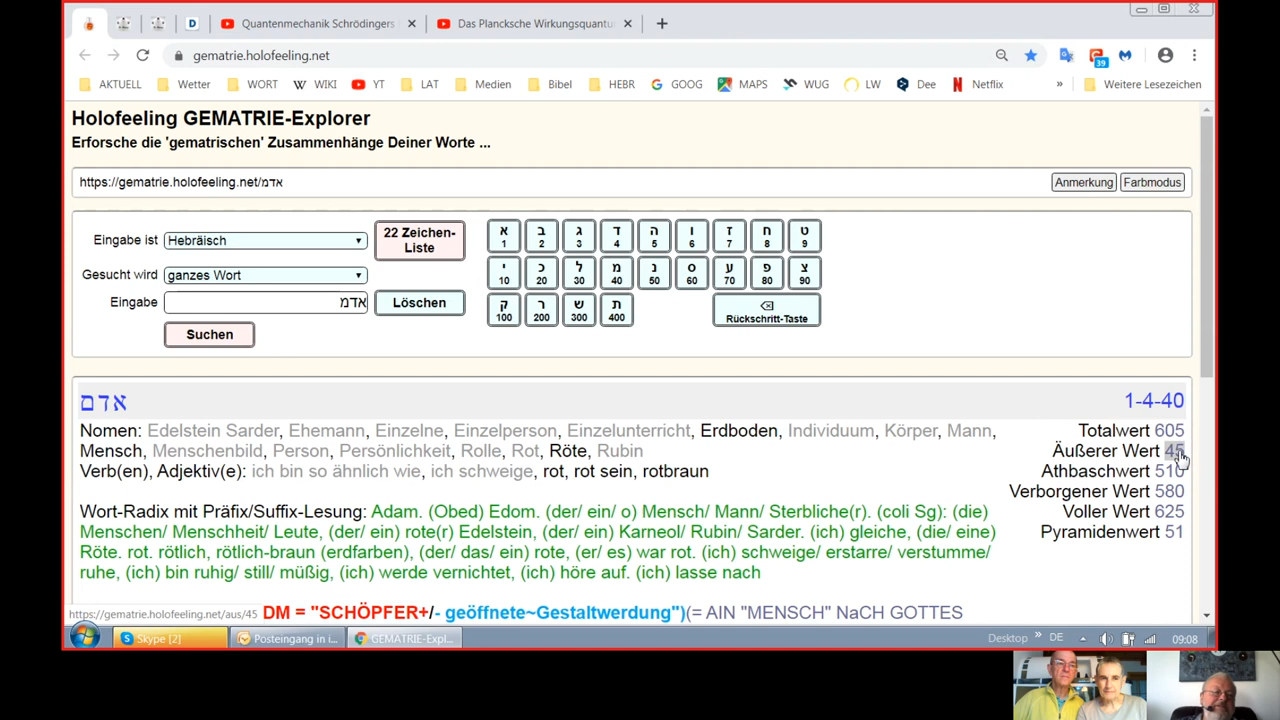 Quantenmechanik Schrödingers
Das Plancksche Wirkungsquantu
gematrie.holofeeling.net
39
AKTUELL Wetter WORT WIKI YT LAT Medien Bibel HEBR GOOG MAPS WUG LW Dee Netflix » Weitere Lesezeichen
Holofeeling GEMATRIE-Explorer
Erforsche die 'gematrischen' Zusammenhänge Deiner Worte ...
https://gematrie.holofeeling.net/אדמ
Anmerkung Farbmodus
Eingabe ist Hebräisch
22 Zeichen-
Liste
Gesucht wird ganzes Wort
Eingabe אדמ Löschen
Suchen
א ב ג ד ה ו ז ח ט
1 2 3 4 5 6 7 8 9
י כ ל מ נ ס ע פ צ
10 20 30 40 50 60 70 80 90
ק ר ש ת
100 200 300 400 Rückschritt-Taste
אדם 1-4-40
Nomen: Edelstein Sarder, Ehemann, Einzelne, Einzelperson, Einzelunterricht, Erdboden, Individuum, Körper, Mann,
Mensch, Menschenbild, Person, Persönlichkeit, Rolle, Rot, Röte, Rubin
Verb(en), Adjektiv(e): ich bin so ähnlich wie, ich schweige, rot, rot sein, rotbraun
Totalwert 605
Äußerer Wert 45
Athbaschwert 510
Verborgener Wert 580
Voller Wert 625
Pyramidenwert 51
Wort-Radix mit Präfix/Suffix-Lesung: Adam. (Obed) Edom. (der/ ein/ o) Mensch/ Mann/ Sterbliche(r). (coli Sg): (die)
Menschen/ Menschheit/ Leute, (der/ ein) rote(r) Edelstein, (der/ ein) Karneol/ Rubin/ Sarder. (ich) gleiche, (die/ eine)
Röte. rot. rötlich, rötlich-braun (erdfarben), (der/ das/ ein) rote, (er/ es) war rot. (ich) schweige/ erstarre/ verstumme/
ruhe, (ich) bin ruhig/ still/ müßig, (ich) werde vernichtet, (ich) höre auf. (ich) lasse nach
https://gematrie.holofeeling.net/aus/45 DM = "SCHÖPFER+/- geöffnete~Gestaltwerdung")(= AIN "MENSCH" NaCH GOTTES
Skype [2] Posteingang in i... GEMATRIE-Expl... Desktop » DE 09:08